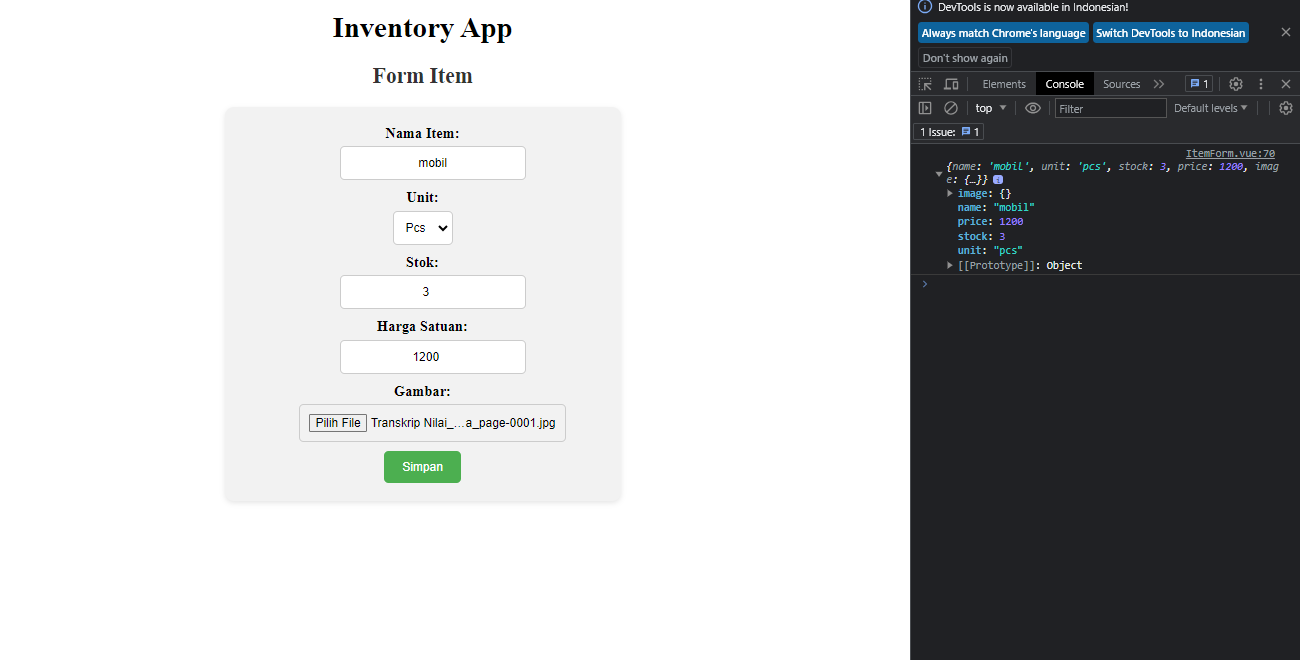 Inventory App
Form Item
Nama Item:
mobil
Unit:
Pcs
Stok:
3
Harga Satuan:
1200
Gambar:
Pilih File Transkrip Nilai_...a_page-0001.jpg
Simpan
DevTools is now available in Indonesian!
Always match Chrome's language Switch DevTools to Indonesian
Don't show again
Elements Console Sources 1
top Filter Default levels
1 Issue: 1
ItemForm.vue:70
{name: 'mobil', unit: 'pcs', stock: 3, price: 1200, imag
e: {…}}
image: {}
name: "mobil"
price: 1200
stock: 3
unit: "pcs"
[[Prototype]]: Object